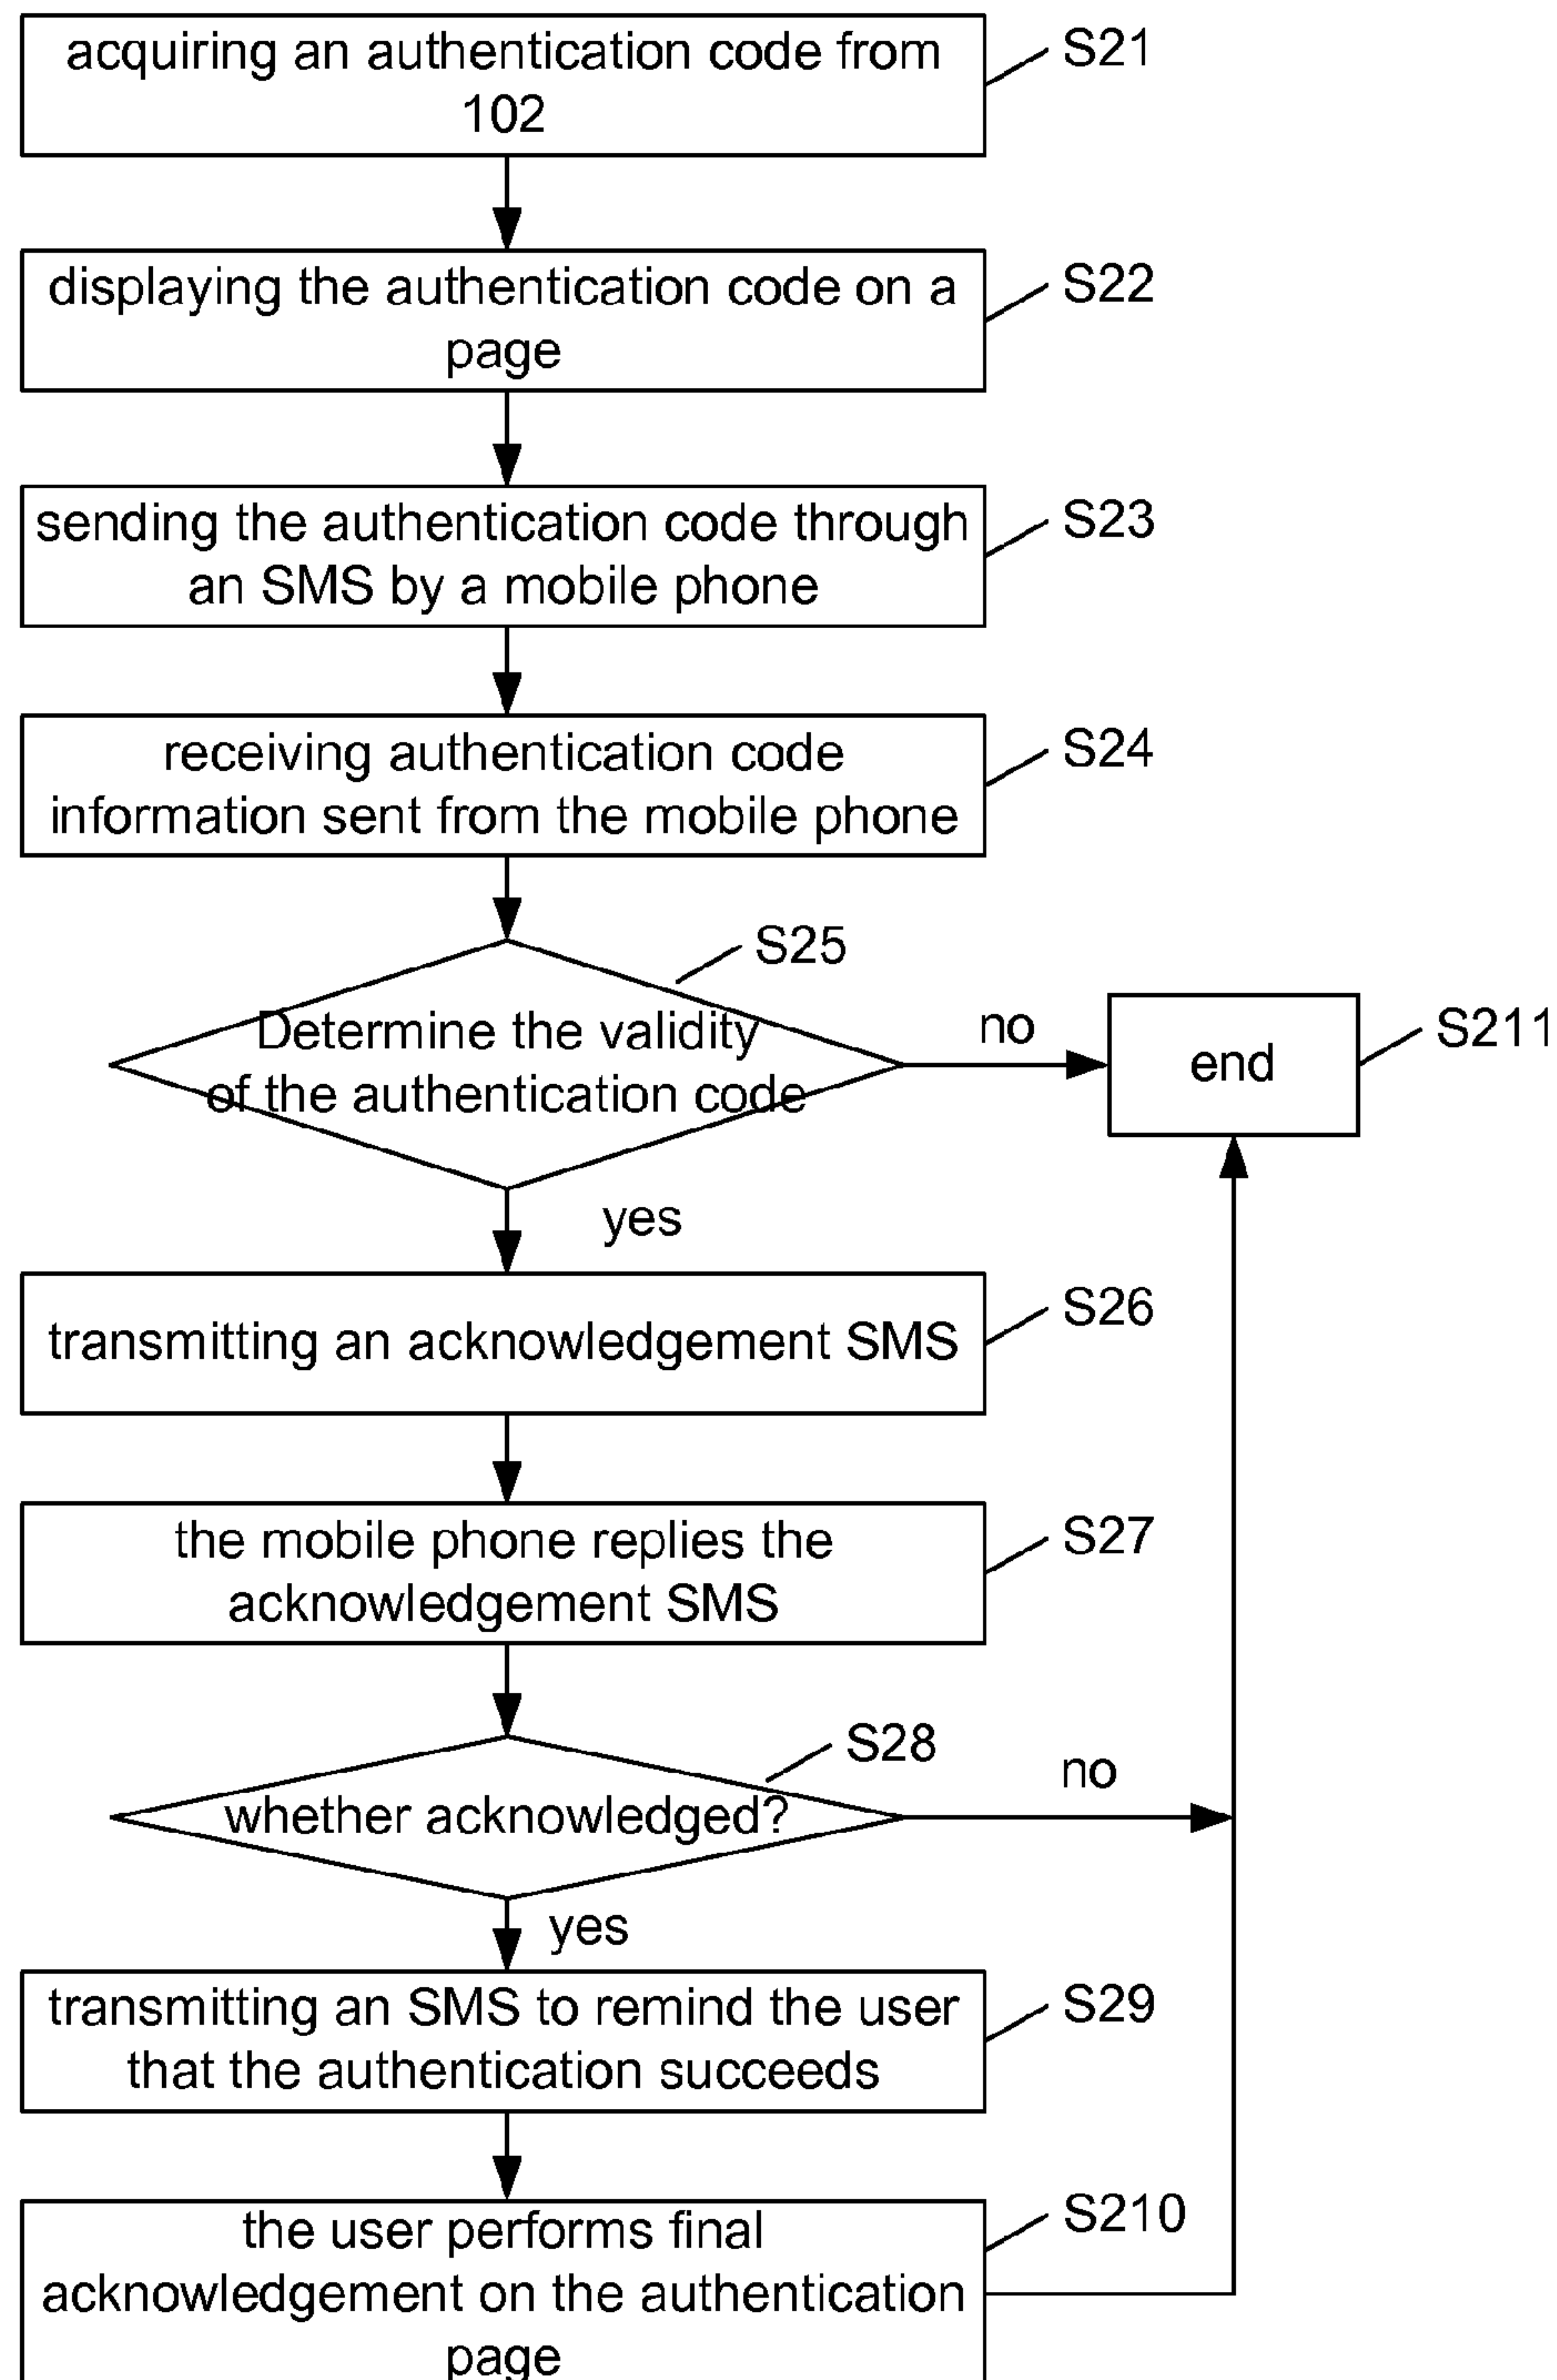 acquiring an authentication code from
102
S21
displaying the authentication code on a
page
S22
sending the authentication code through
an SMS by a mobile phone
S23
receiving authentication code
information sent from the mobile phone
S24
S25
Determine the validity
of the authentication code
no
end
S211
yes
transmitting an acknowledgement SMS
S26
the mobile phone replies the
acknowledgement SMS
S27
S28
whether acknowledged?
no
yes
transmitting an SMS to remind the user
that the authentication succeeds
S29
the user performs final
acknowledgement on the authentication
page
S210